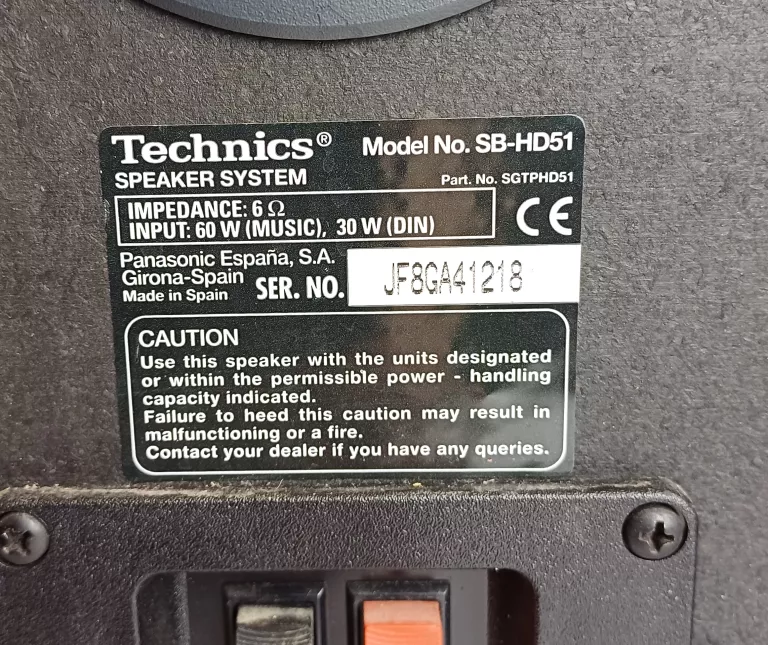 Technics® Model No. SB-HD51
SPEAKER SYSTEM Part. No. SGTPHD51
IMPEDANCE: 6 Ω
INPUT: 60 W (MUSIC), 30 W (DIN)
CE
Panasonic España, S.A.
Girona-Spain
Made in Spain SER. NO. JF8GA41218
CAUTION
Use this speaker with the units designated
or within the permissible power - handling
capacity indicated.
Failure to heed this caution may result in
malfunctioning or a fire.
Contact your dealer if you have any queries.